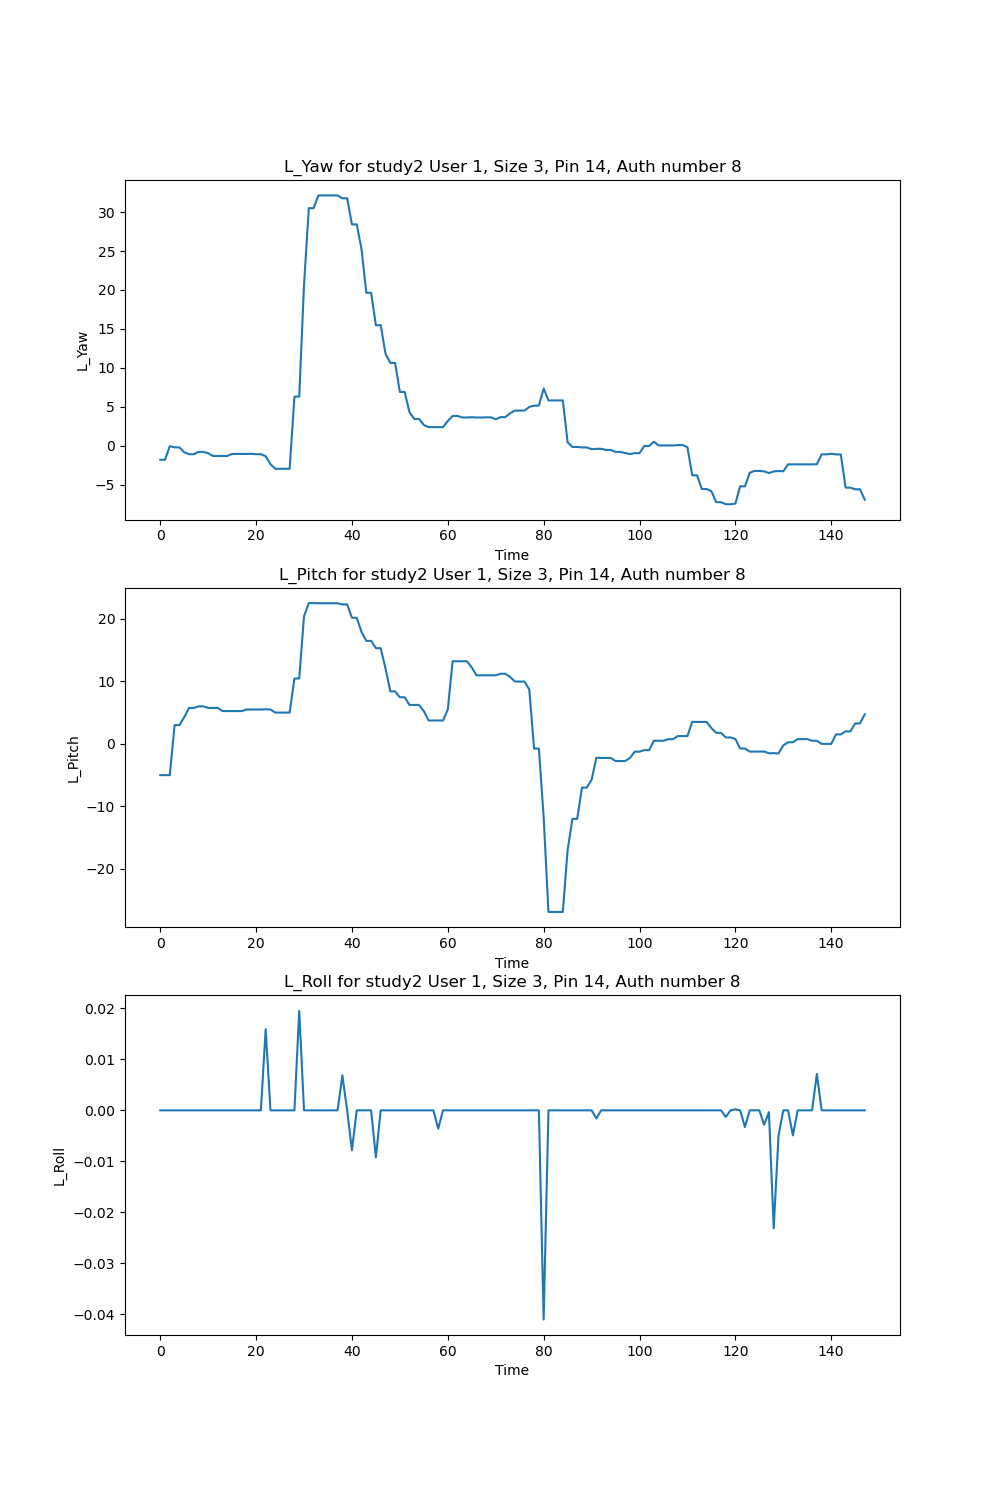 L_Yaw for study2 User 1, Size 3, Pin 14, Auth number 8
30
25
20
15
10
5
0
−5
L_Yaw
0 20 40 60 80 100 120 140
Time
L_Pitch for study2 User 1, Size 3, Pin 14, Auth number 8
20
10
0
−10
−20
L_Pitch
0 20 40 60 80 100 120 140
Time
L_Roll for study2 User 1, Size 3, Pin 14, Auth number 8
0.02
0.01
0.00
−0.01
−0.02
−0.03
−0.04
L_Roll
0 20 40 60 80 100 120 140
Time